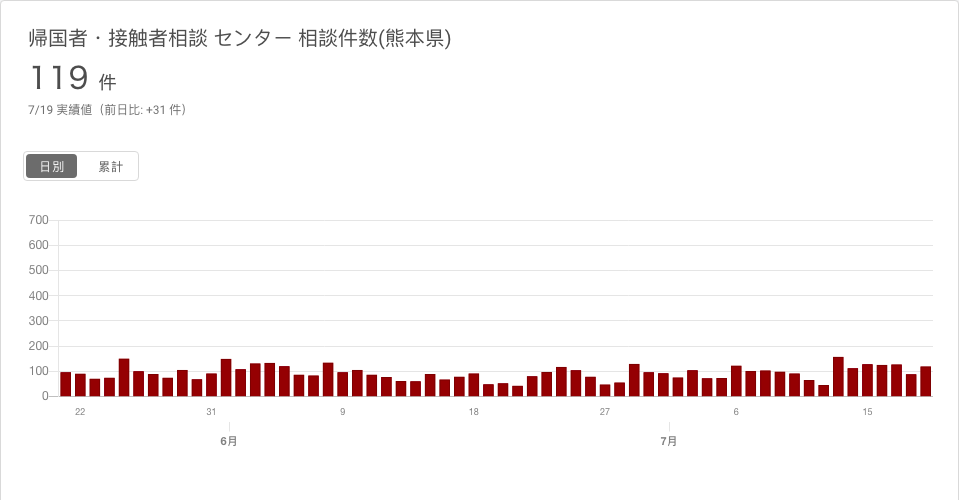 帰国者・接触者相談 センター 相談件数(熊本県)
119 件
7/19 実績値（前日比: +31 件）
日別 累計
700
600
500
400
300
200
100
0
22 31 9 18 27 6 15
6月 7月